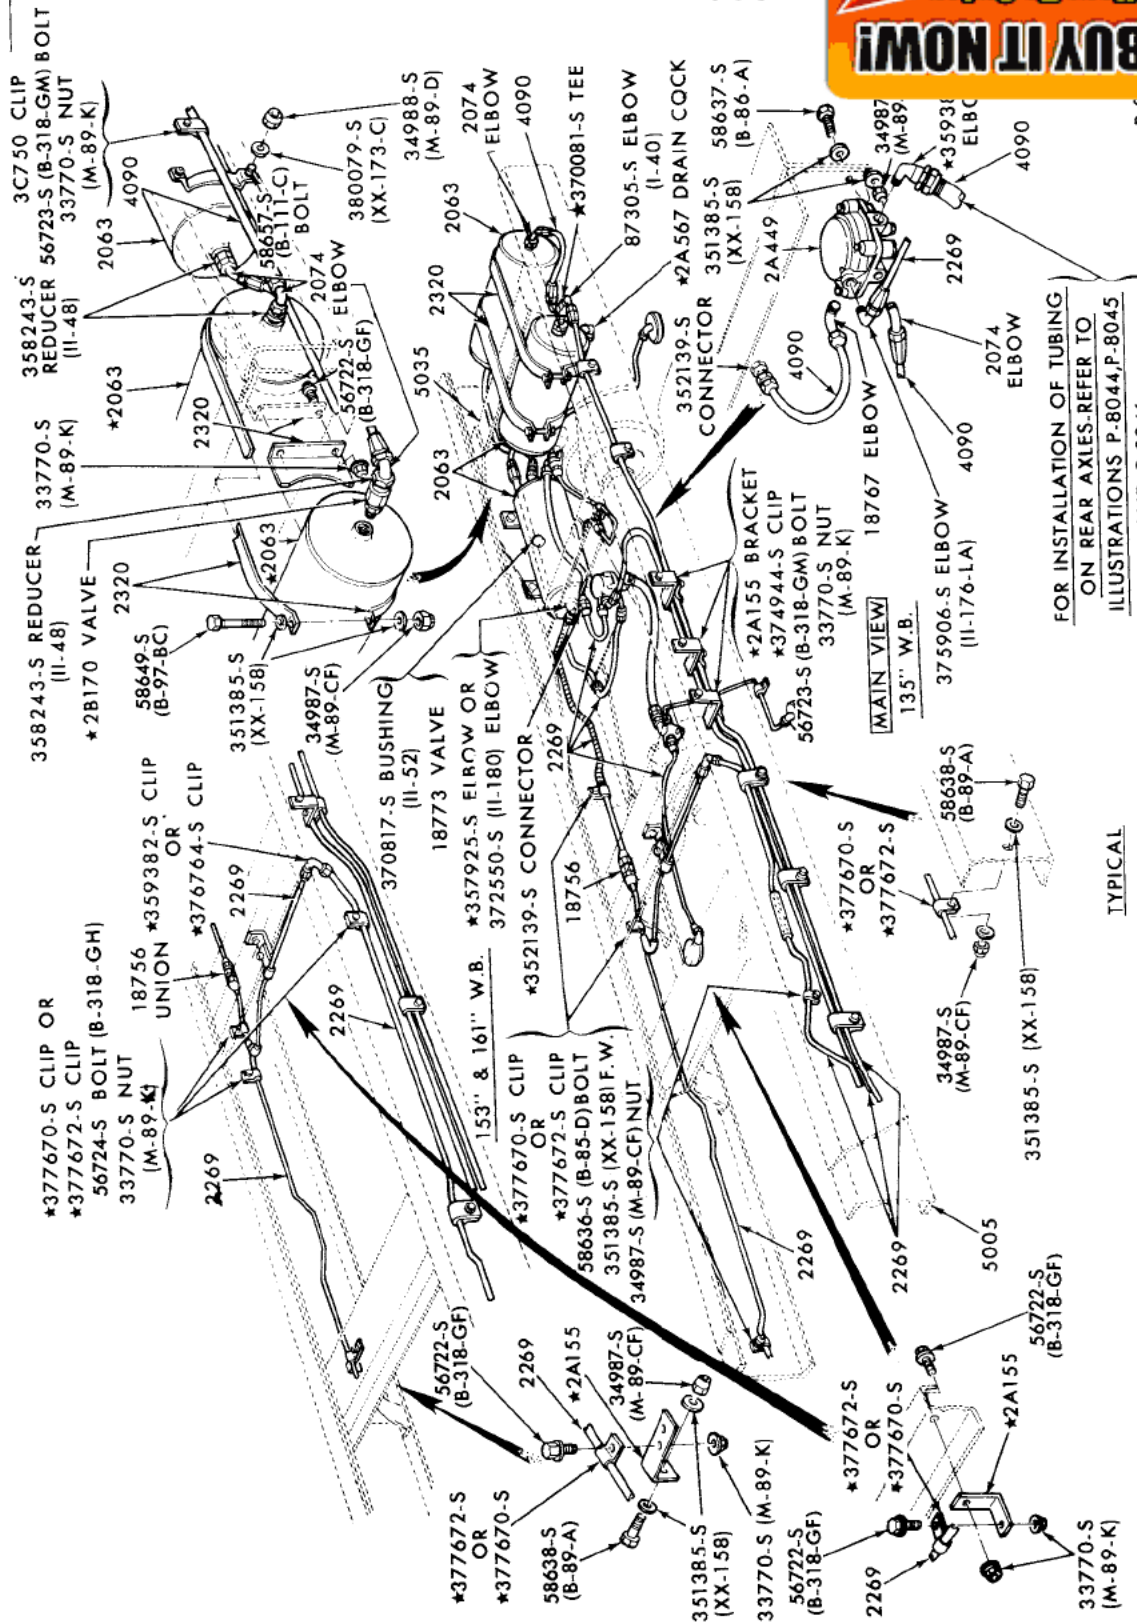 BUY IT NOW!
358243-S REDUCER
(II-48)
*2B170 VALVE
2320
58649-S
(B-97-BC)
351385-S
(XX-158)
34987-S
(M-89-CF)
*2063
33770-S
(M-89-K)
*2063
2320
358243-S
REDUCER
(II-48)
2063
4090
3C750 CLIP
56723-S (B-318-GM) BOLT
33770-S NUT
(M-89-K)
58657-S
(B-111-C)
BOLT
2074
ELBOW
56722-S
(B-318-GF)
380079-S
(XX-173-C)
34988-S
(M-89-D)
*377670-S CLIP OR
*377672-S CLIP
56724-S BOLT (B-318-GH)
33770-S NUT
(M-89-K)
18756
UNION
*359382-S CLIP
OR
*376764-S CLIP
2269
2269
2269
370817-S BUSHING
(II-52)
18773 VALVE
*357925-S ELBOW OR
372550-S (II-180) ELBOW
*352139-S CONNECTOR
2269
18756
153" & 161" W.B.
5035
2063
2320
2063
2074
ELBOW
4090
*370081-S TEE
87305-S ELBOW
(I-40)
*2A567 DRAIN COCK
352139-S
CONNECTOR
351385-S
(XX-158)
58637-S
(B-86-A)
2A449
34987
(M-89-
*35938
ELBO
4090
4090
2269
18767 ELBOW
2074
ELBOW
4090
375906-S ELBOW
(II-176-LA)
*2A155 BRACKET
*374944-S CLIP
56723-S (B-318-GM) BOLT
33770-S NUT
(M-89-K)
MAIN VIEW
135" W.B.
FOR INSTALLATION OF TUBING
ON REAR AXLES-REFER TO
ILLUSTRATIONS P-8044,P-8045
*377670-S CLIP
OR
*377672-S CLIP
58636-S (B-85-D) BOLT
351385-S (XX-158) F.W.
34987-S (M-89-CF) NUT
2269
2269
5005
*377670-S
OR
*377672-S
58638-S
(B-89-A)
34987-S
(M-89-CF)
351385-S (XX-158)
TYPICAL
*377672-S
OR
*377670-S
58638-S
(B-89-A)
56722-S
(B-318-GF)
2269
*2A155
34987-S
(M-89-CF)
351385-S
(XX-158)
33770-S (M-89-K)
56722-S
(B-318-GF)
2269
*377672-S
OR
*377670-S
56722-S
(B-318-GF)
*2A155
33770-S
(M-89-K)